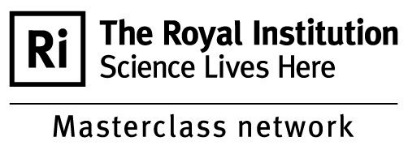 Ri
The Royal Institution
Science Lives Here
Masterclass network